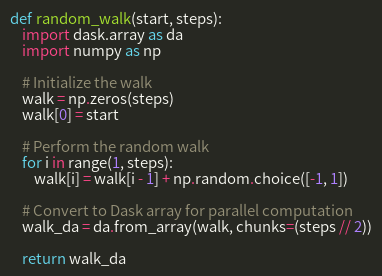 def random_walk(start, steps):
    import dask.array as da
    import numpy as np

    # Initialize the walk
    walk = np.zeros(steps)
    walk[0] = start

    # Perform the random walk
    for i in range(1, steps):
        walk[i] = walk[i - 1] + np.random.choice([-1, 1])

    # Convert to Dask array for parallel computation
    walk_da = da.from_array(walk, chunks=(steps // 2))

    return walk_da